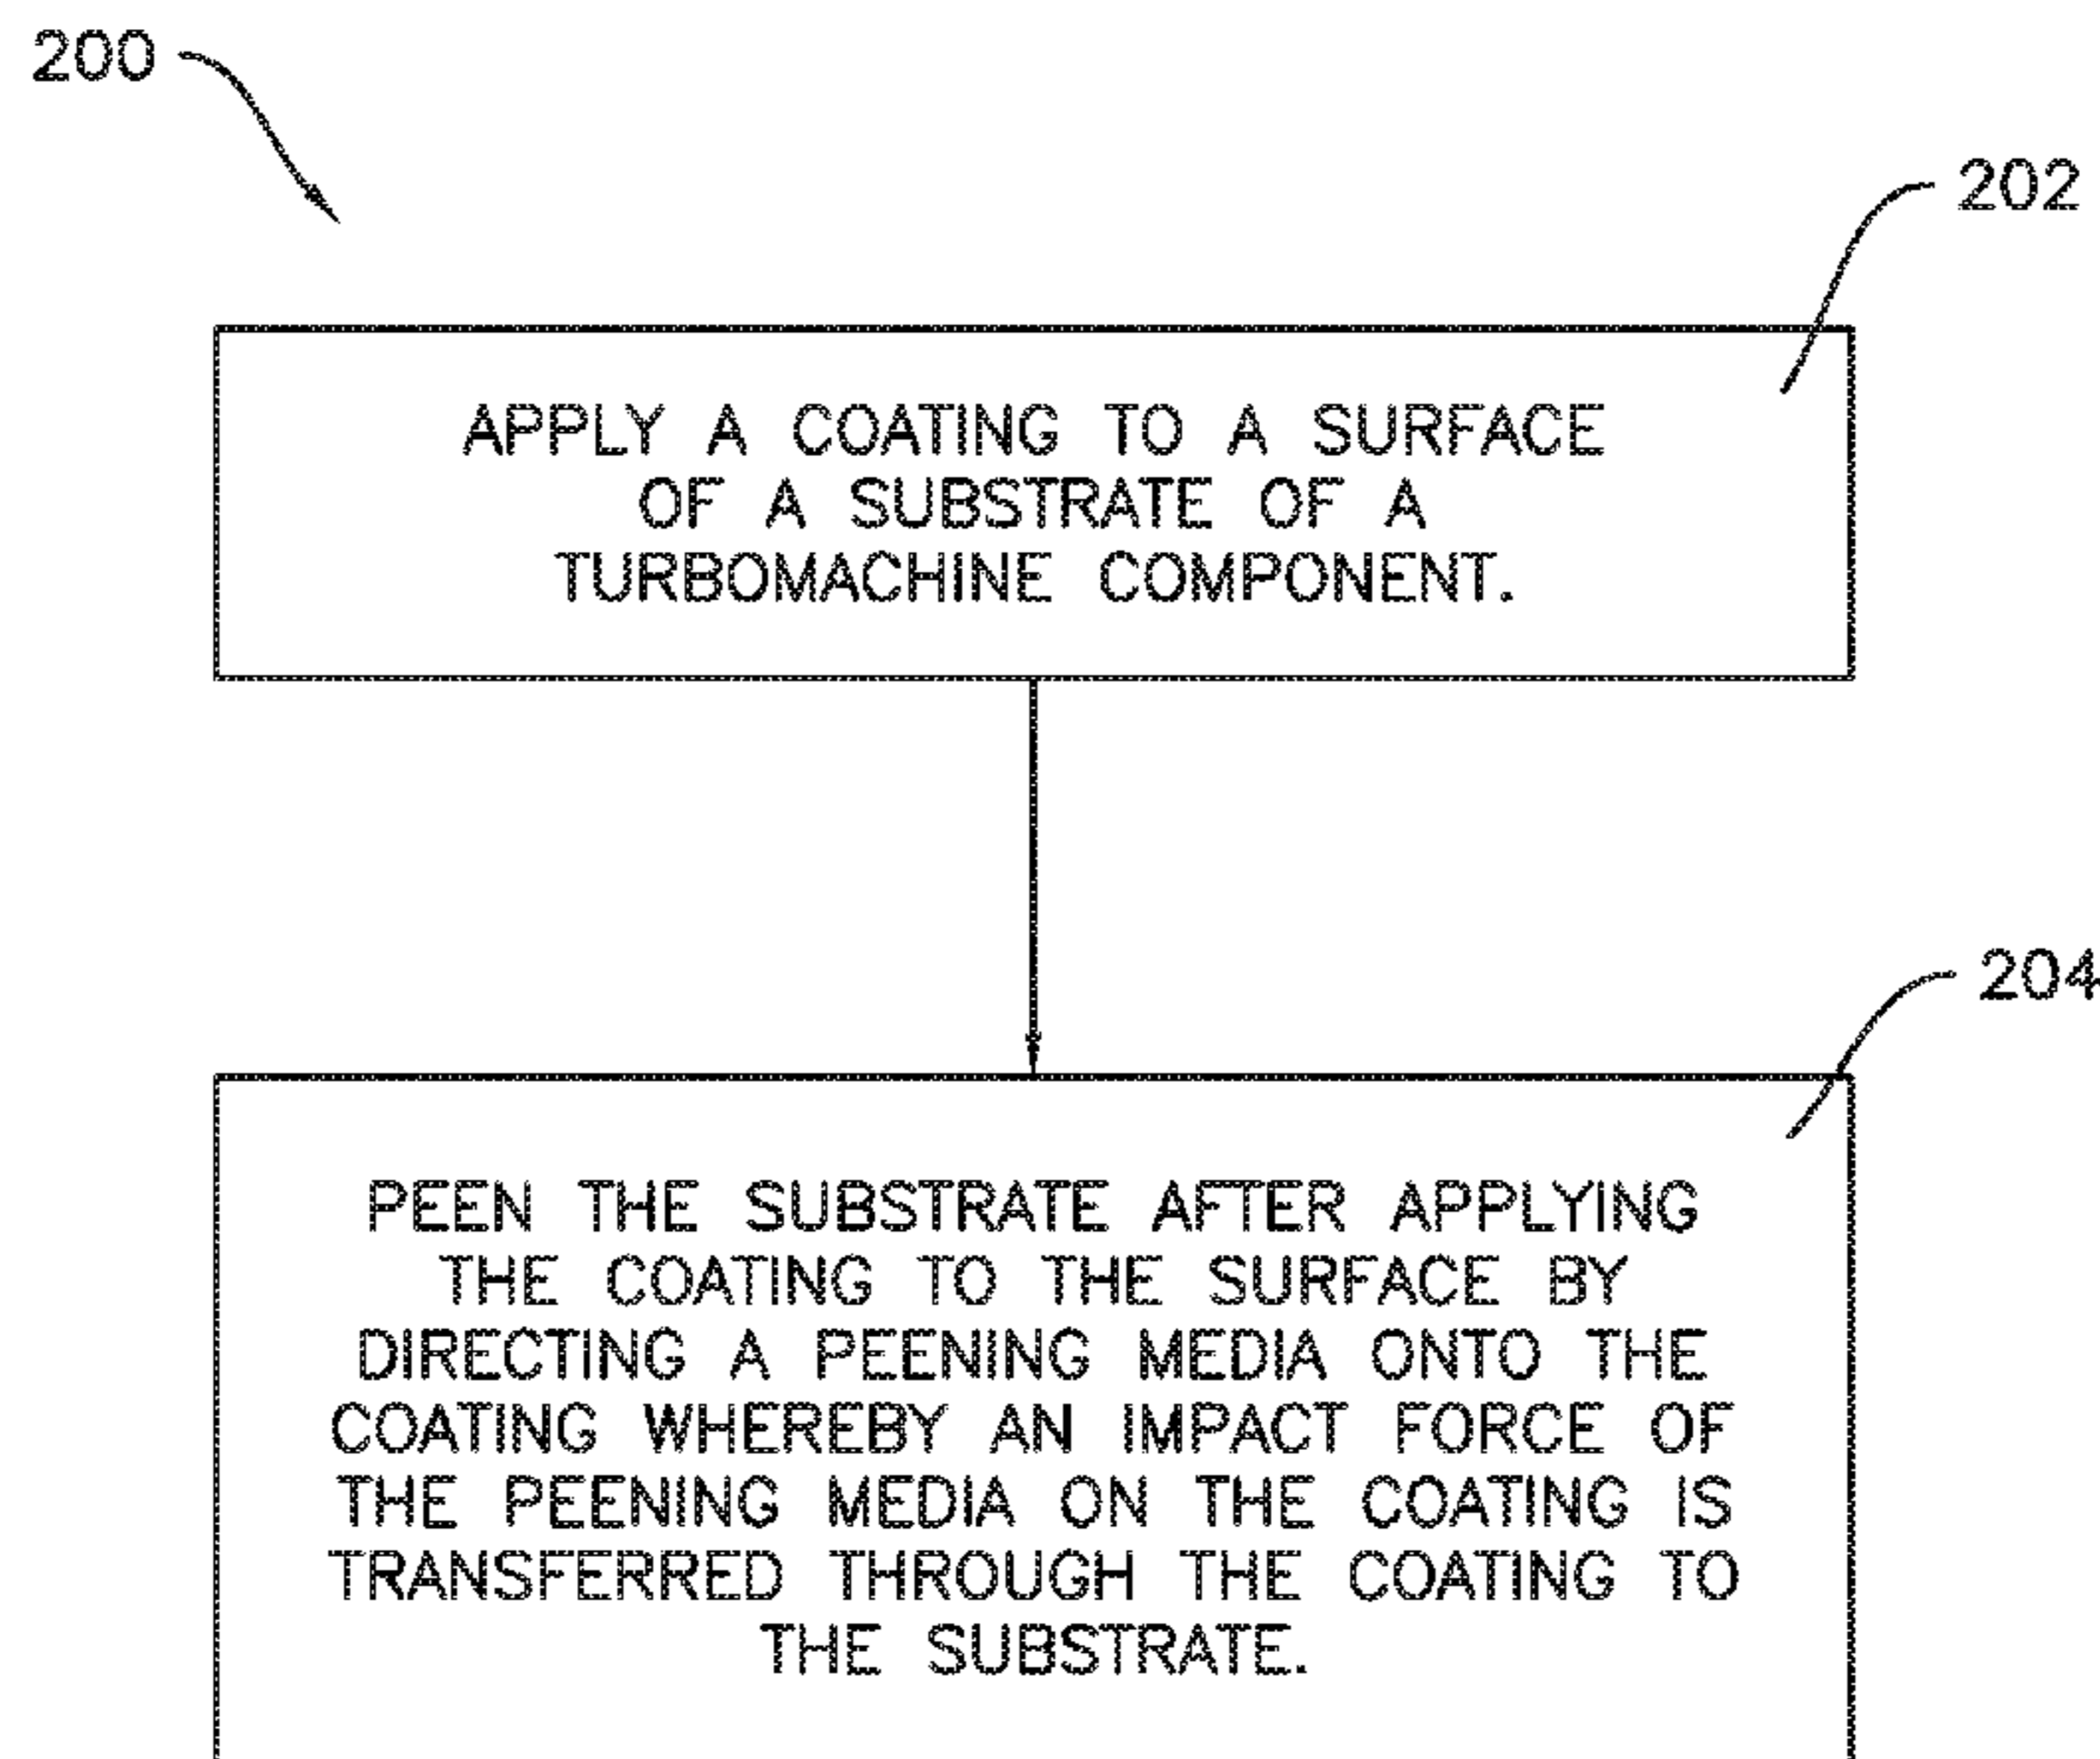 200
202
APPLY A COATING TO A SURFACE
OF A SUBSTRATE OF A
TURBOMACHINE COMPONENT.
204
PEEN THE SUBSTRATE AFTER APPLYING
THE COATING TO THE SURFACE BY
DIRECTING A PEENING MEDIA ONTO THE
COATING WHEREBY AN IMPACT FORCE OF
THE PEENING MEDIA ON THE COATING IS
TRANSFERRED THROUGH THE COATING TO
THE SUBSTRATE.